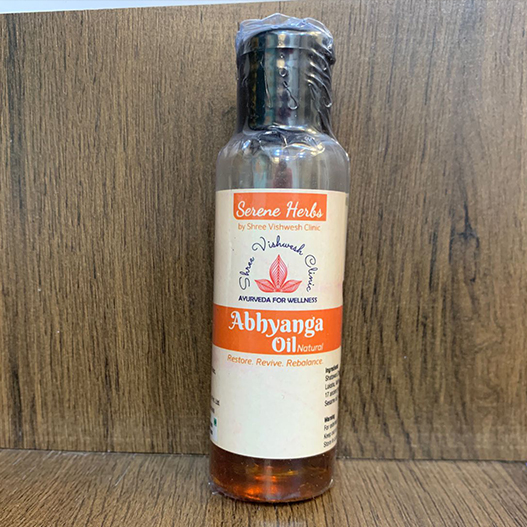 Serene Herbs
by Shree Vishwesh Clinic
Shree Vishwesh Clinic
AYURVEDA FOR WELLNESS
Abhyanga
Oil Natural
Restore. Revive. Rebalance.